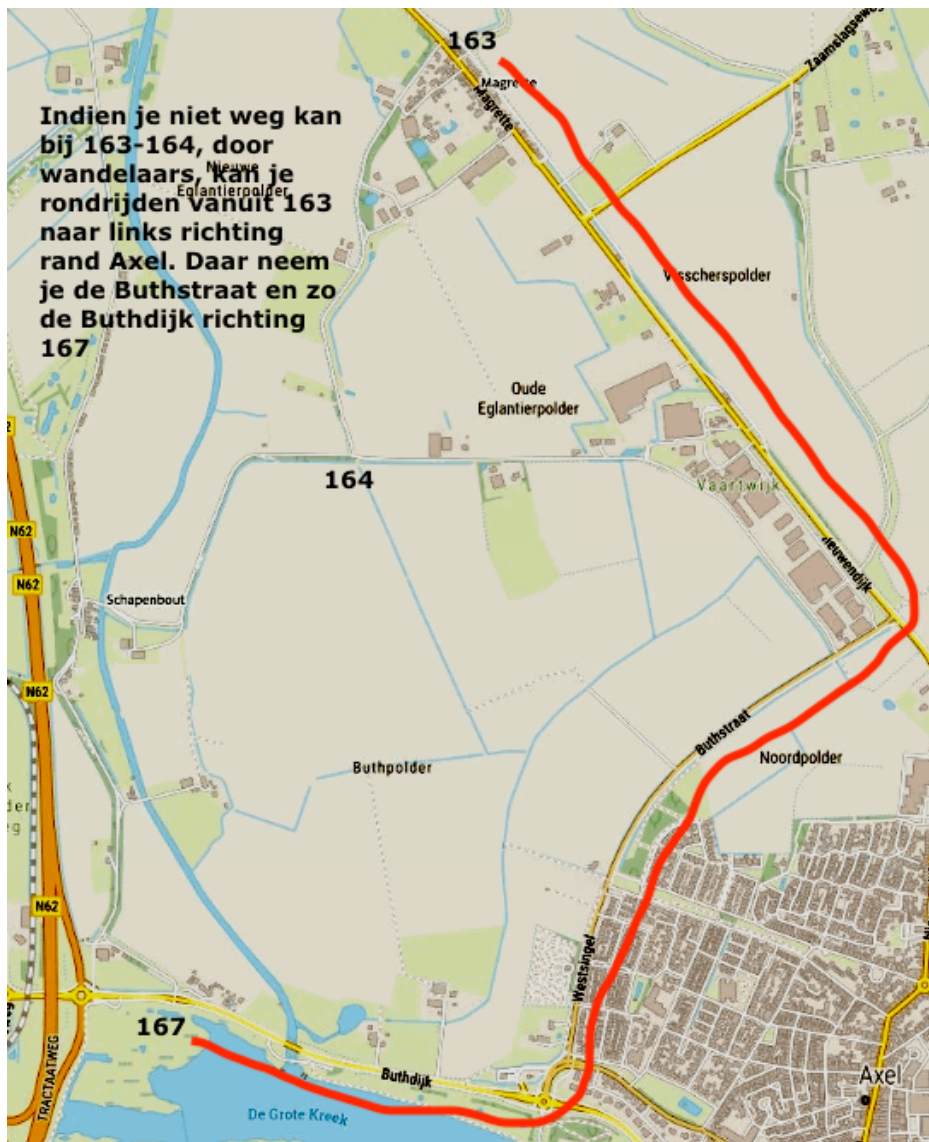 163
Zaamslagseweg
Magrette
Magrette
Indien je niet weg kan
bij 163-164, door
wandelaars, kan je
rondrijden vanuit 163
naar links richting
rand Axel. Daar neem
je de Buthstraat en zo
de Buthdijk richting
167
Nieuwe
Eglantierpolder
Visscherspolder
Oude
Eglantierpolder
164
Vaartwijk
N62
N62
ieuwendijk
Schapenbout
N62
Buthstraat
Noordpolder
Buthpolder
N62
Westsingel
167
TRACTAATWEG
Buthdijk
Axel
De Grote Kreek